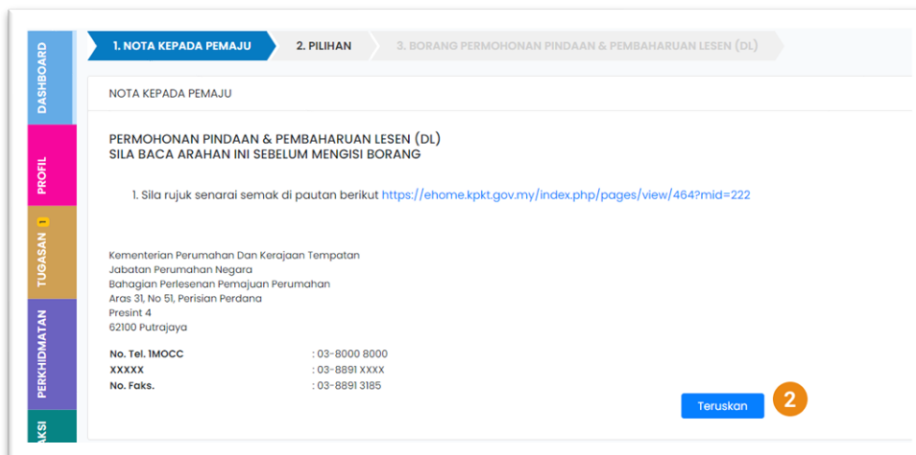 1. NOTA KEPADA PEMAJU
2. PILIHAN
3. BORANG PERMOHONAN PINDAAN & PEMBAHARUAN LESEN (DL)
DASHBOARD
PROFIL
TUGASAN 1
PERKHIDMATAN
AKSI
NOTA KEPADA PEMAJU
PERMOHONAN PINDAAN & PEMBAHARUAN LESEN (DL)
SILA BACA ARAHAN INI SEBELUM MENGISI BORANG
1. Sila rujuk senarai semak di pautan berikut https://ehome.kpkt.gov.my/index.php/pages/view/464?mid=222
Kementerian Perumahan Dan Kerajaan Tempatan
Jabatan Perumahan Negara
Bahagian Perlesenan Pemajuan Perumahan
Aras 31, No 51, Perisian Perdana
Presint 4
62100 Putrajaya
No. Tel. 1MOCC : 03-8000 8000
XXXXX : 03-8891 XXXX
No. Faks. : 03-8891 3185
Teruskan 2